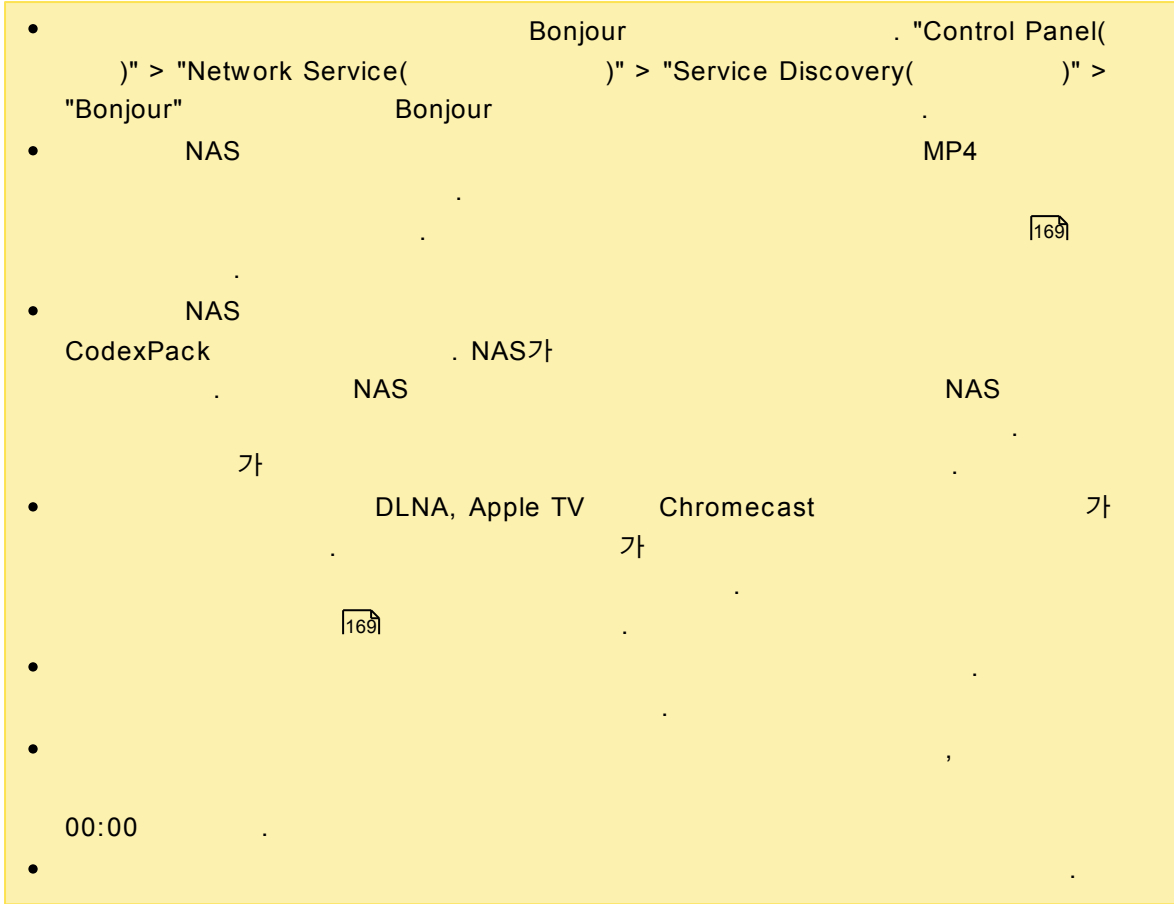 • Bonjour . "Control Panel(
)" > "Network Service( )" > "Service Discovery( )" >
"Bonjour" Bonjour .
• NAS MP4
.
. 169
.
• NAS
CodexPack . NAS가
. NAS NAS
.
가 .
• DLNA, Apple TV Chromecast 가
. 가
.
169 .
• .
.
• ,
00:00 .
• .